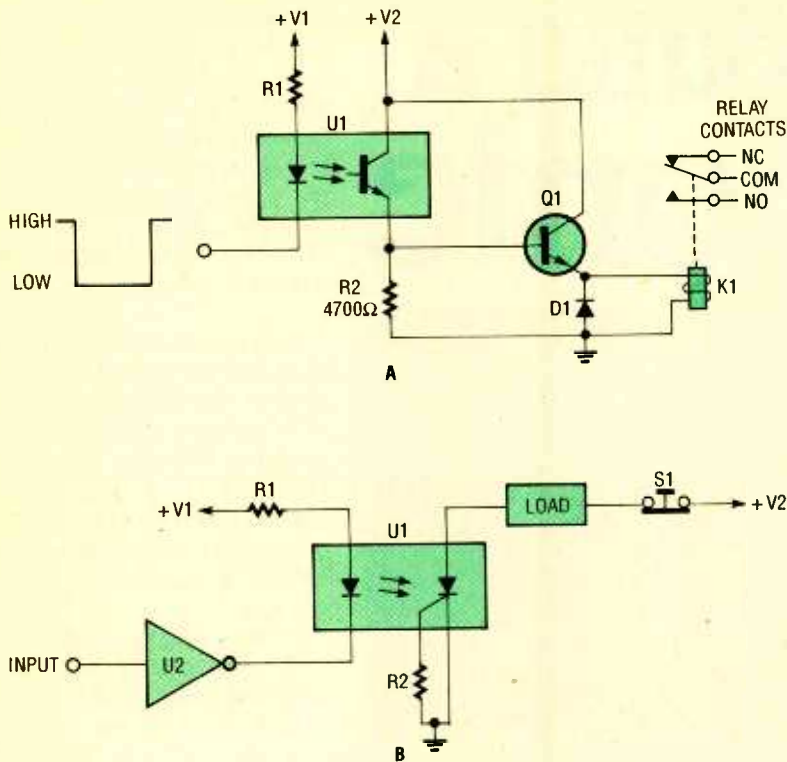 +V1
+V2
R1
U1
RELAY
CONTACTS
NC
COM
NO
Q1
HIGH
LOW
R2
4700Ω
D1
K1
A
+V1
R1
LOAD
S1
+V2
U1
INPUT
U2
R2
B